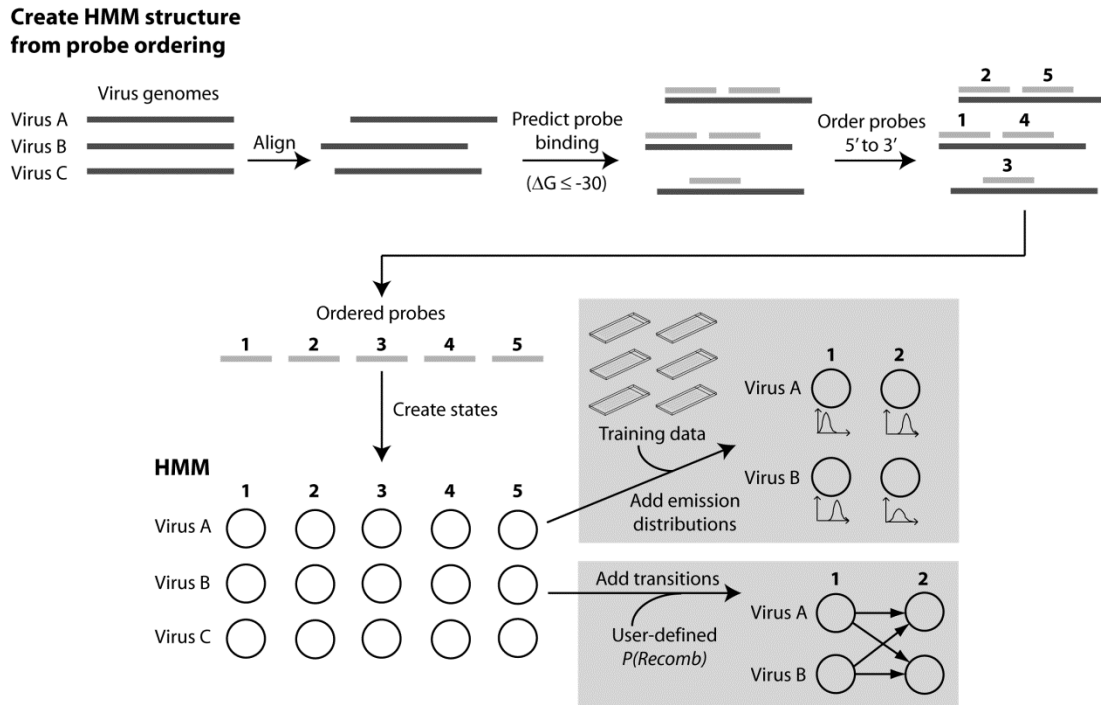 Create HMM structure
from probe ordering
Virus genomes
Virus A
Virus B
Virus C
Align
Predict probe
binding
(ΔG ≤ -30)
Order probes
5' to 3'
2 5
1 4
3
Ordered probes
1 2 3 4 5
Create states
HMM
1 2 3 4 5
Virus A
Virus B
Virus C
Training data
Add emission
distributions
1 2
Virus A
Virus B
Add transitions
User-defined
P(Recomb)
1 2
Virus A
Virus B